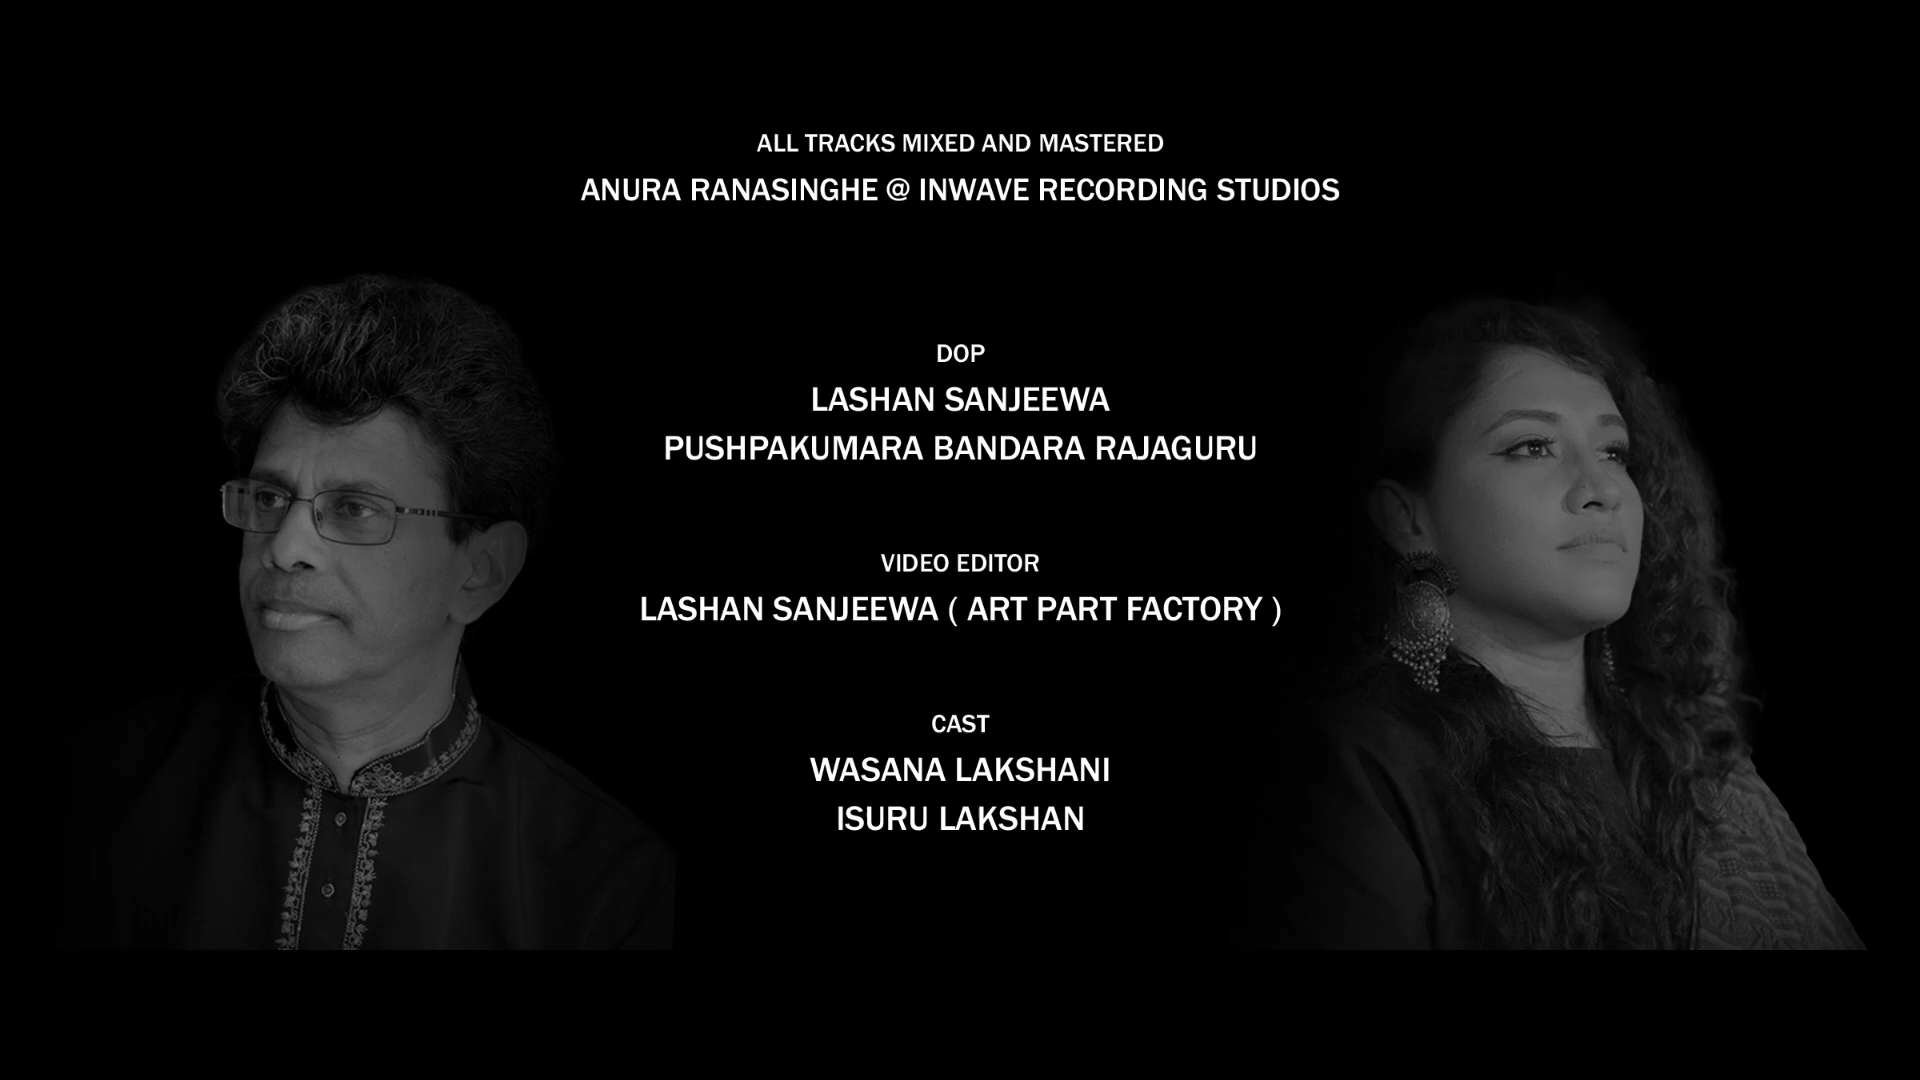 ALL TRACKS MIXED AND MASTERED
ANURA RANASINGHE @ INWAVE RECORDING STUDIOS
DOP
LASHAN SANJEEWA
PUSHPAKUMARA BANDARA RAJAGURU
VIDEO EDITOR
LASHAN SANJEEWA ( ART PART FACTORY )
CAST
WASANA LAKSHANI
ISURU LAKSHAN